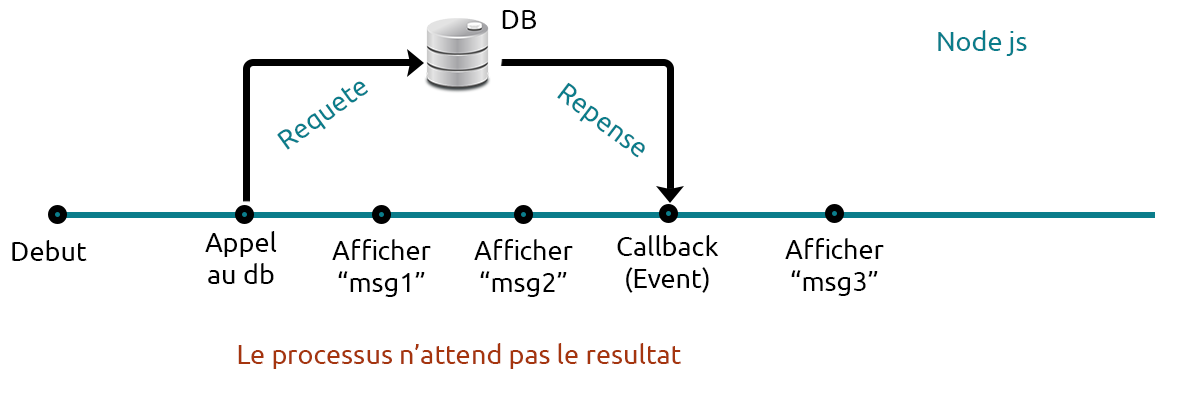 DB
Node js
Requete
Repense
Debut
Appel
au db
Afficher
“msg1”
Afficher
“msg2”
Callback
(Event)
Afficher
“msg3”
Le processus n’attend pas le resultat